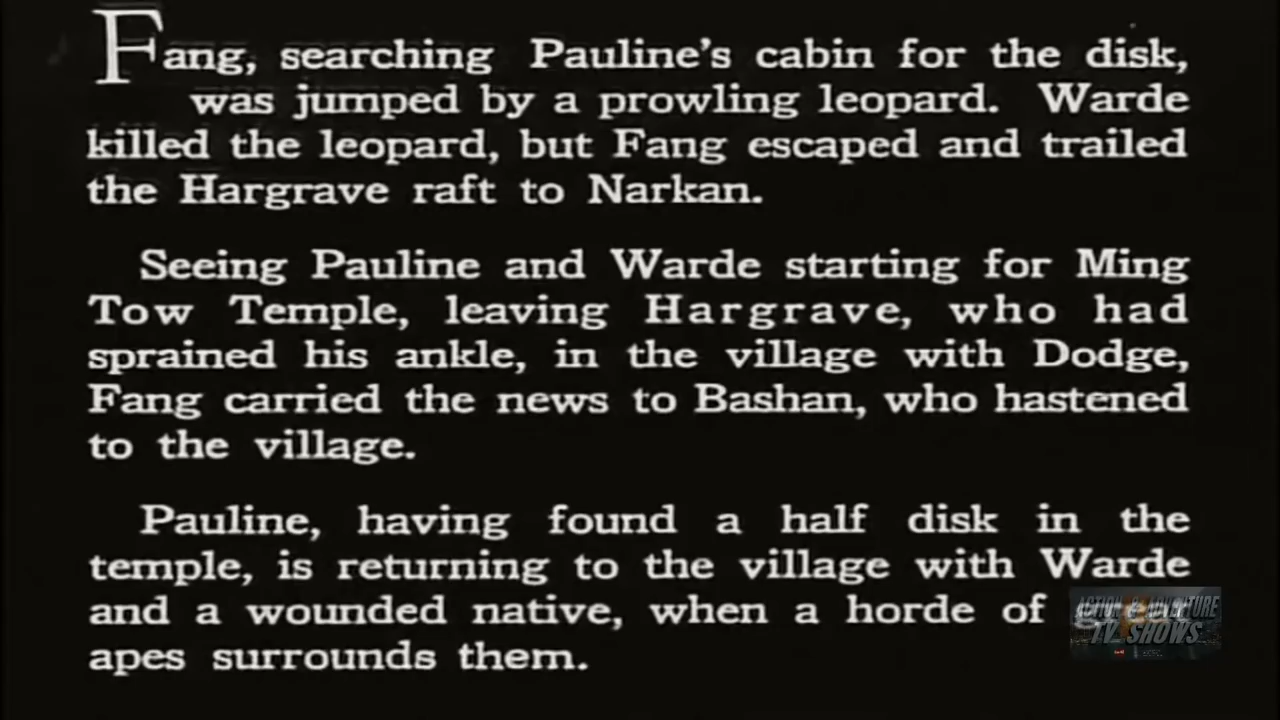 Fang, searching Pauline's cabin for the disk,
was jumped by a prowling leopard. Warde
killed the leopard, but Fang escaped and trailed
the Hargrave raft to Narkan.
Seeing Pauline and Warde starting for Ming
Tow Temple, leaving Hargrave, who had
sprained his ankle, in the village with Dodge,
Fang carried the news to Bashan, who hastened
to the village.
Pauline, having found a half disk in the
temple, is returning to the village with Warde
and a wounded native, when a horde of great
apes surrounds them.
ACTION & ADVENTURE
T.V. SHOWS